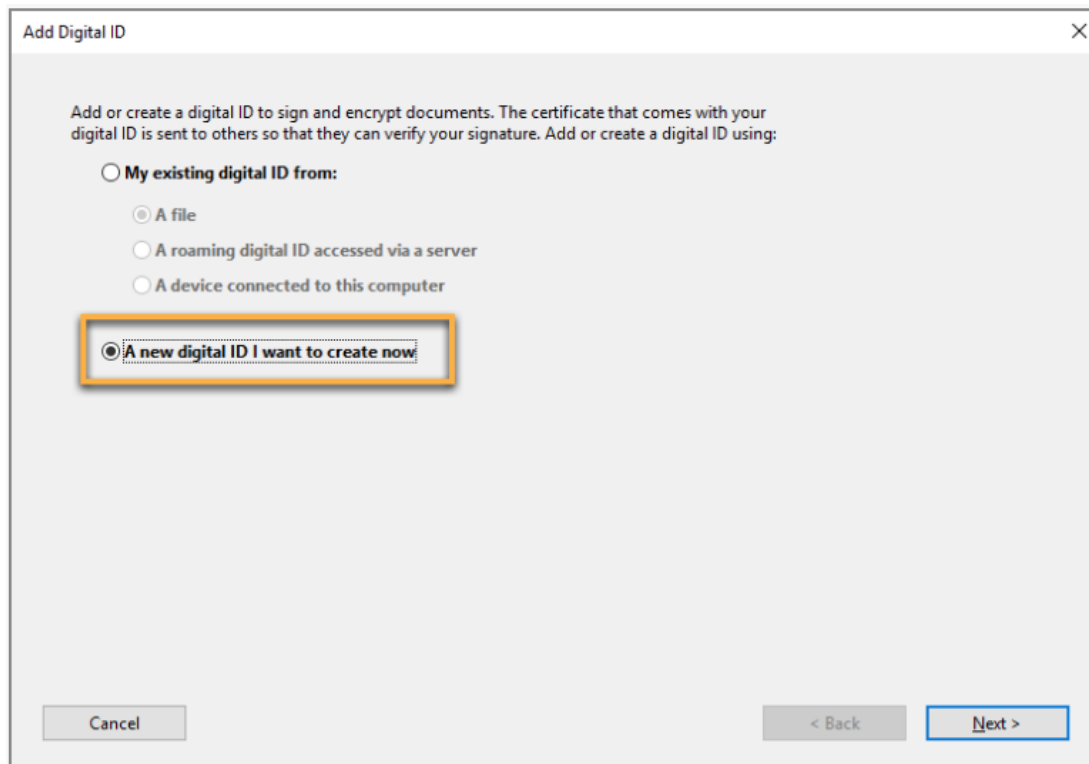 Add Digital ID
Add or create a digital ID to sign and encrypt documents. The certificate that comes with your
digital ID is sent to others so that they can verify your signature. Add or create a digital ID using:
My existing digital ID from:
A file
A roaming digital ID accessed via a server
A device connected to this computer
A new digital ID I want to create now
Cancel
< Back
Next >